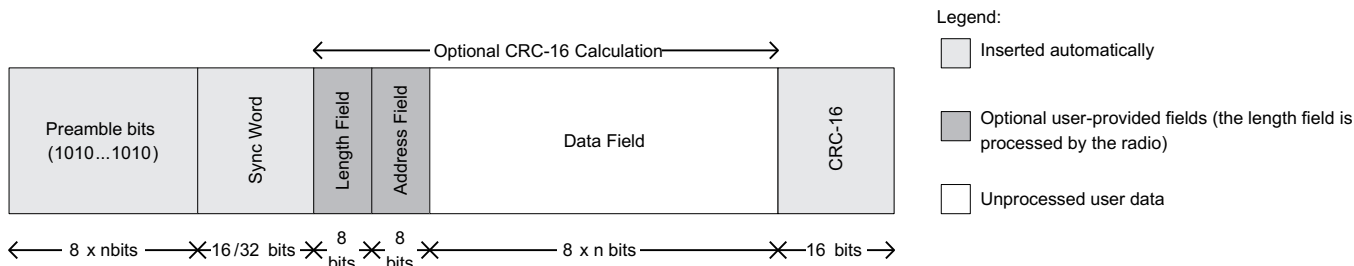 Legend:
Optional CRC-16 Calculation
Inserted automatically
Preamble bits
(1010...1010)
Sync Word
Length Field
Address Field
Data Field
CRC-16
Optional user-provided fields (the length field is
processed by the radio)
Unprocessed user data
8 x nbits
16/32 bits
8
bits
8
bits
8 x n bits
16 bits